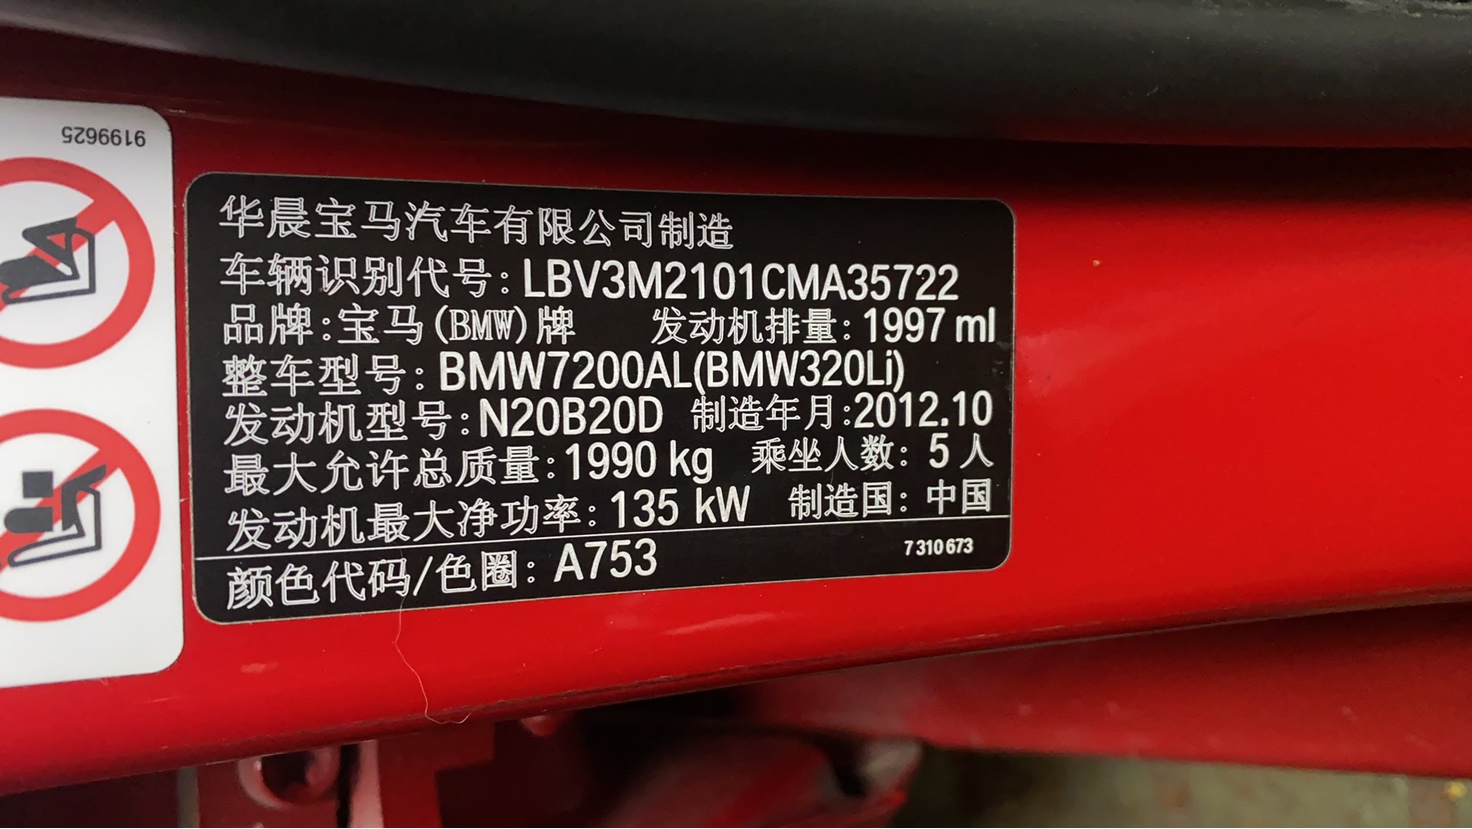 9199625
华晨宝马汽车有限公司制造
车辆识别代号:LBV3M2101CMA35722
品牌:宝马(BMW)牌 发动机排量:1997 ml
整车型号:BMW7200AL(BMW320Li)
发动机型号:N20B20D 制造年月:2012.10
最大允许总质量:1990 kg 乘坐人数:5 人
发动机最大净功率:135 kW 制造国:中国
颜色代码/色圈:A753
7 310 673